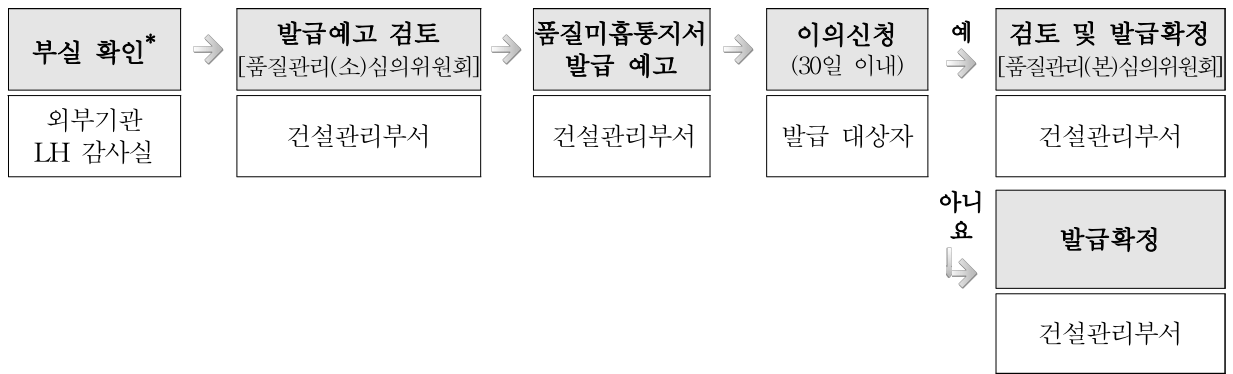 부실 확인*
외부기관
LH 감사실
발급예고 검토
[품질관리(소)심의위원회]
건설관리부서
품질미흡통지서
발급 예고
건설관리부서
이의신청
(30일 이내)
발급 대상자
예
검토 및 발급확정
[품질관리(본)심의위원회]
건설관리부서
아니
요
발급확정
건설관리부서